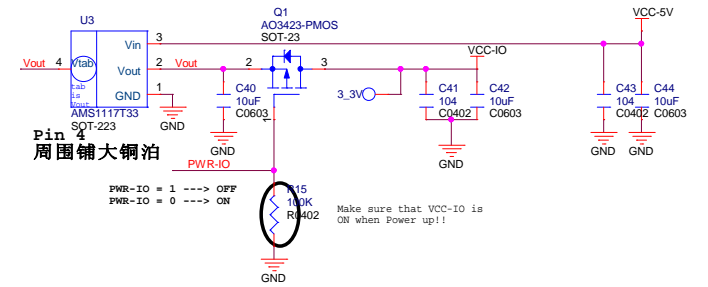 U3
Q1
AO3423-PMOS
SOT-23
VCC-5V
Vin
3
VCC-IO
Vout
4
Vtab
Vout
2
Vout
2
3
tab
is
Vout
GND
1
C40
10uF
C0603
3_3V
C41
104
C0402
C42
10uF
C0603
C43
104
C0402
C44
10uF
C0603
AMS1117T33
SOT-223
GND
GND
1
GND
GND
GND
Pin 4
周围铺大铜泊
PWR-IO
PWR-IO = 1 ---> OFF
PWR-IO = 0 ---> ON
R15
100K
R0402
Make sure that VCC-IO is
ON when Power up!!
GND